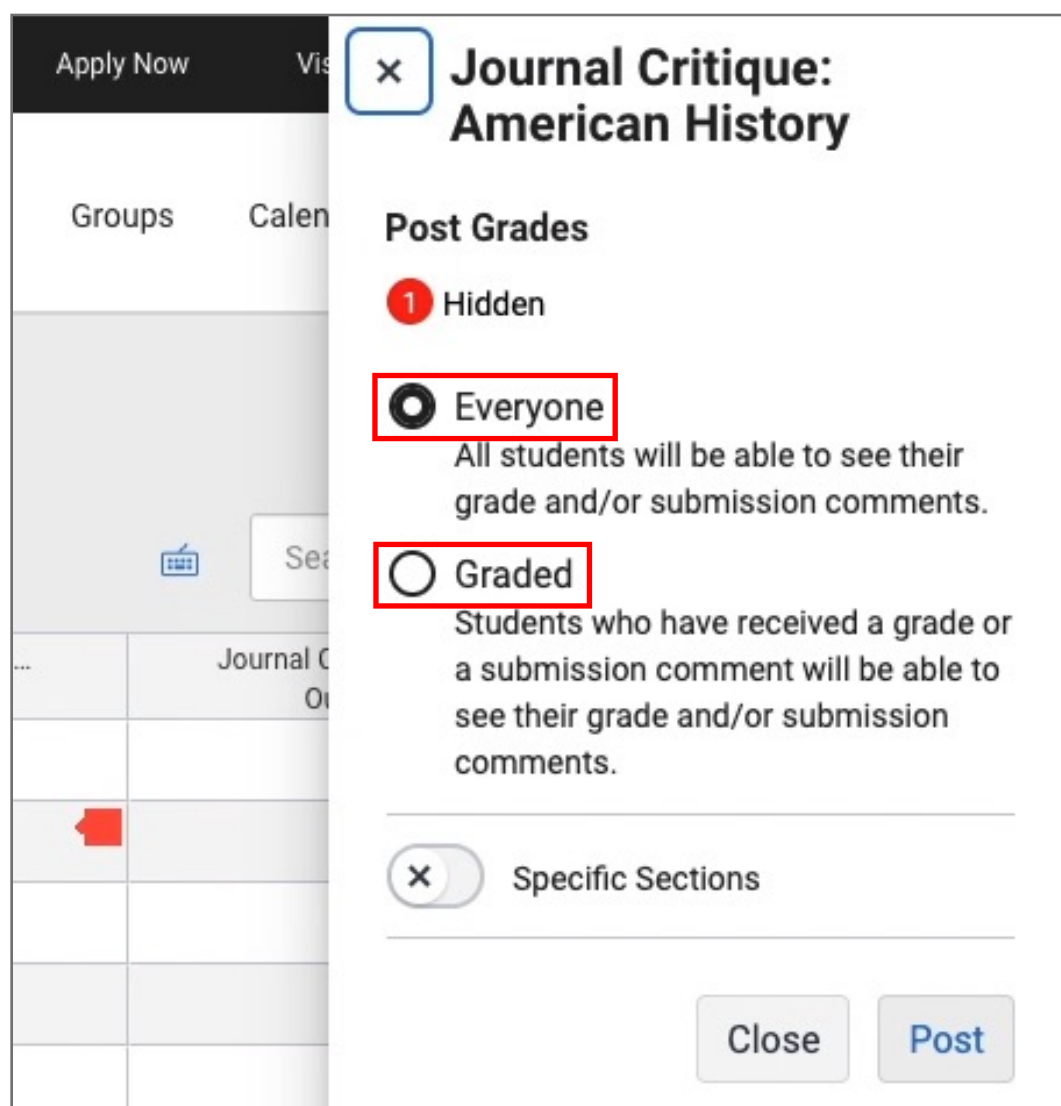 Apply Now
Journal Critique:
American History
Groups
Post Grades
1 Hidden
Everyone
All students will be able to see their
grade and/or submission comments.
Graded
Students who have received a grade or
a submission comment will be able to
see their grade and/or submission
comments.
...
Journal
Specific Sections
Close
Post